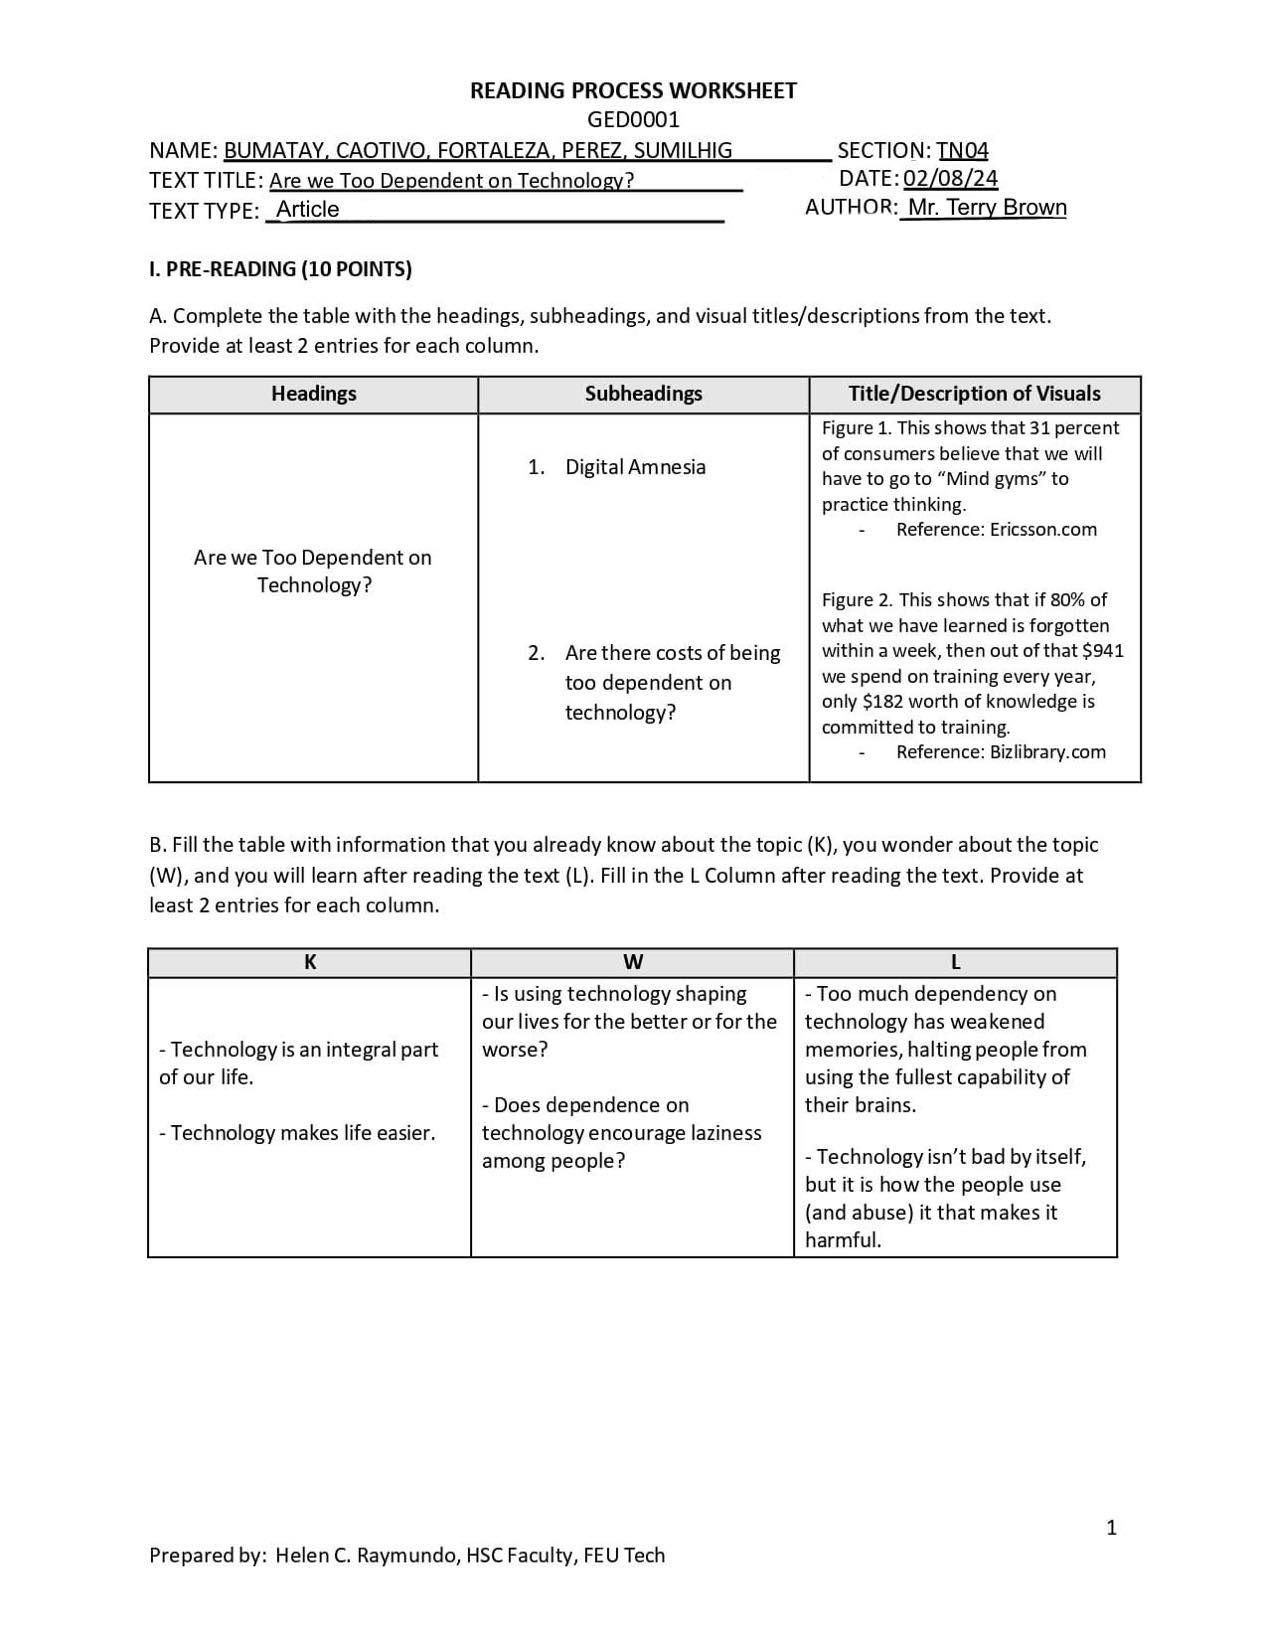 READING PROCESS WORKSHEET
GED0001
NAME: BUMATAY, CAOTIVO, FORTALEZA, PEREZ, SUMILHIG SECTION: TN04
TEXT TITLE: Are we Too Dependent on Technology? DATE: 02/08/24
TEXT TYPE: Article AUTHOR: Mr. Terry Brown
I. PRE-READING (10 POINTS)
A. Complete the table with the headings, subheadings, and visual titles/descriptions from the text.
Provide at least 2 entries for each column.
Headings Subheadings Title/Description of Visuals
Are we Too Dependent on
Technology?
1. Digital Amnesia
2. Are there costs of being
too dependent on
technology?
Figure 1. This shows that 31 percent
of consumers believe that we will
have to go to “Mind gyms” to
practice thinking.
- Reference: Ericsson.com
Figure 2. This shows that if 80% of
what we have learned is forgotten
within a week, then out of that $941
we spend on training every year,
only $182 worth of knowledge is
committed to training.
- Reference: Bizlibrary.com
B. Fill the table with information that you already know about the topic (K), you wonder about the topic
(W), and you will learn after reading the text (L). Fill in the L Column after reading the text. Provide at
least 2 entries for each column.
K W L
- Technology is an integral part
of our life.
- Technology makes life easier.
- Is using technology shaping
our lives for the better or for the
worse?
- Does dependence on
technology encourage laziness
among people?
- Too much dependency on
technology has weakened
memories, halting people from
using the fullest capability of
their brains.
- Technology isn’t bad by itself,
but it is how the people use
(and abuse) it that makes it
harmful.
1
Prepared by: Helen C. Raymundo, HSC Faculty, FEU Tech